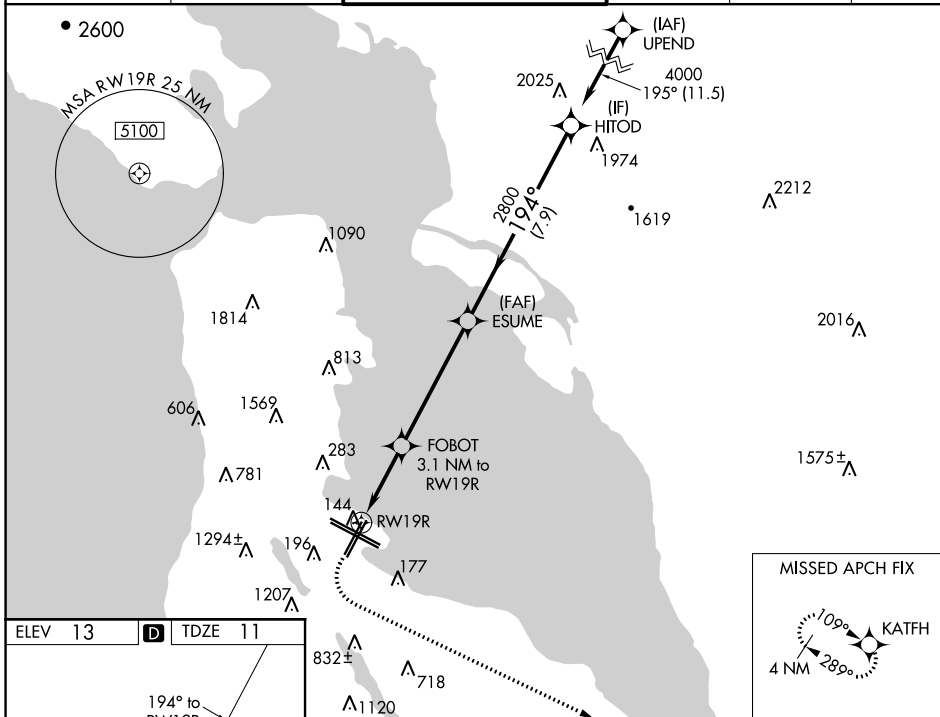 2600
(IAF)
UPEND
MSA RW19R 25 NM
5100
2025
4000
195° (11.5)
(IF)
HITOD
1974
2212
1619
2800
194°
(7.9)
1090
1814
(FAF)
ESUME
2016
813
606
1569
FOBOT
3.1 NM to
RW19R
283
781
1575±
144
RW19R
1294±
196
177
1207
MISSED APCH FIX
109°
KATFH
4 NM
289°
ELEV 13
D
TDZE 11
832±
718
194° to
RW19R
1120